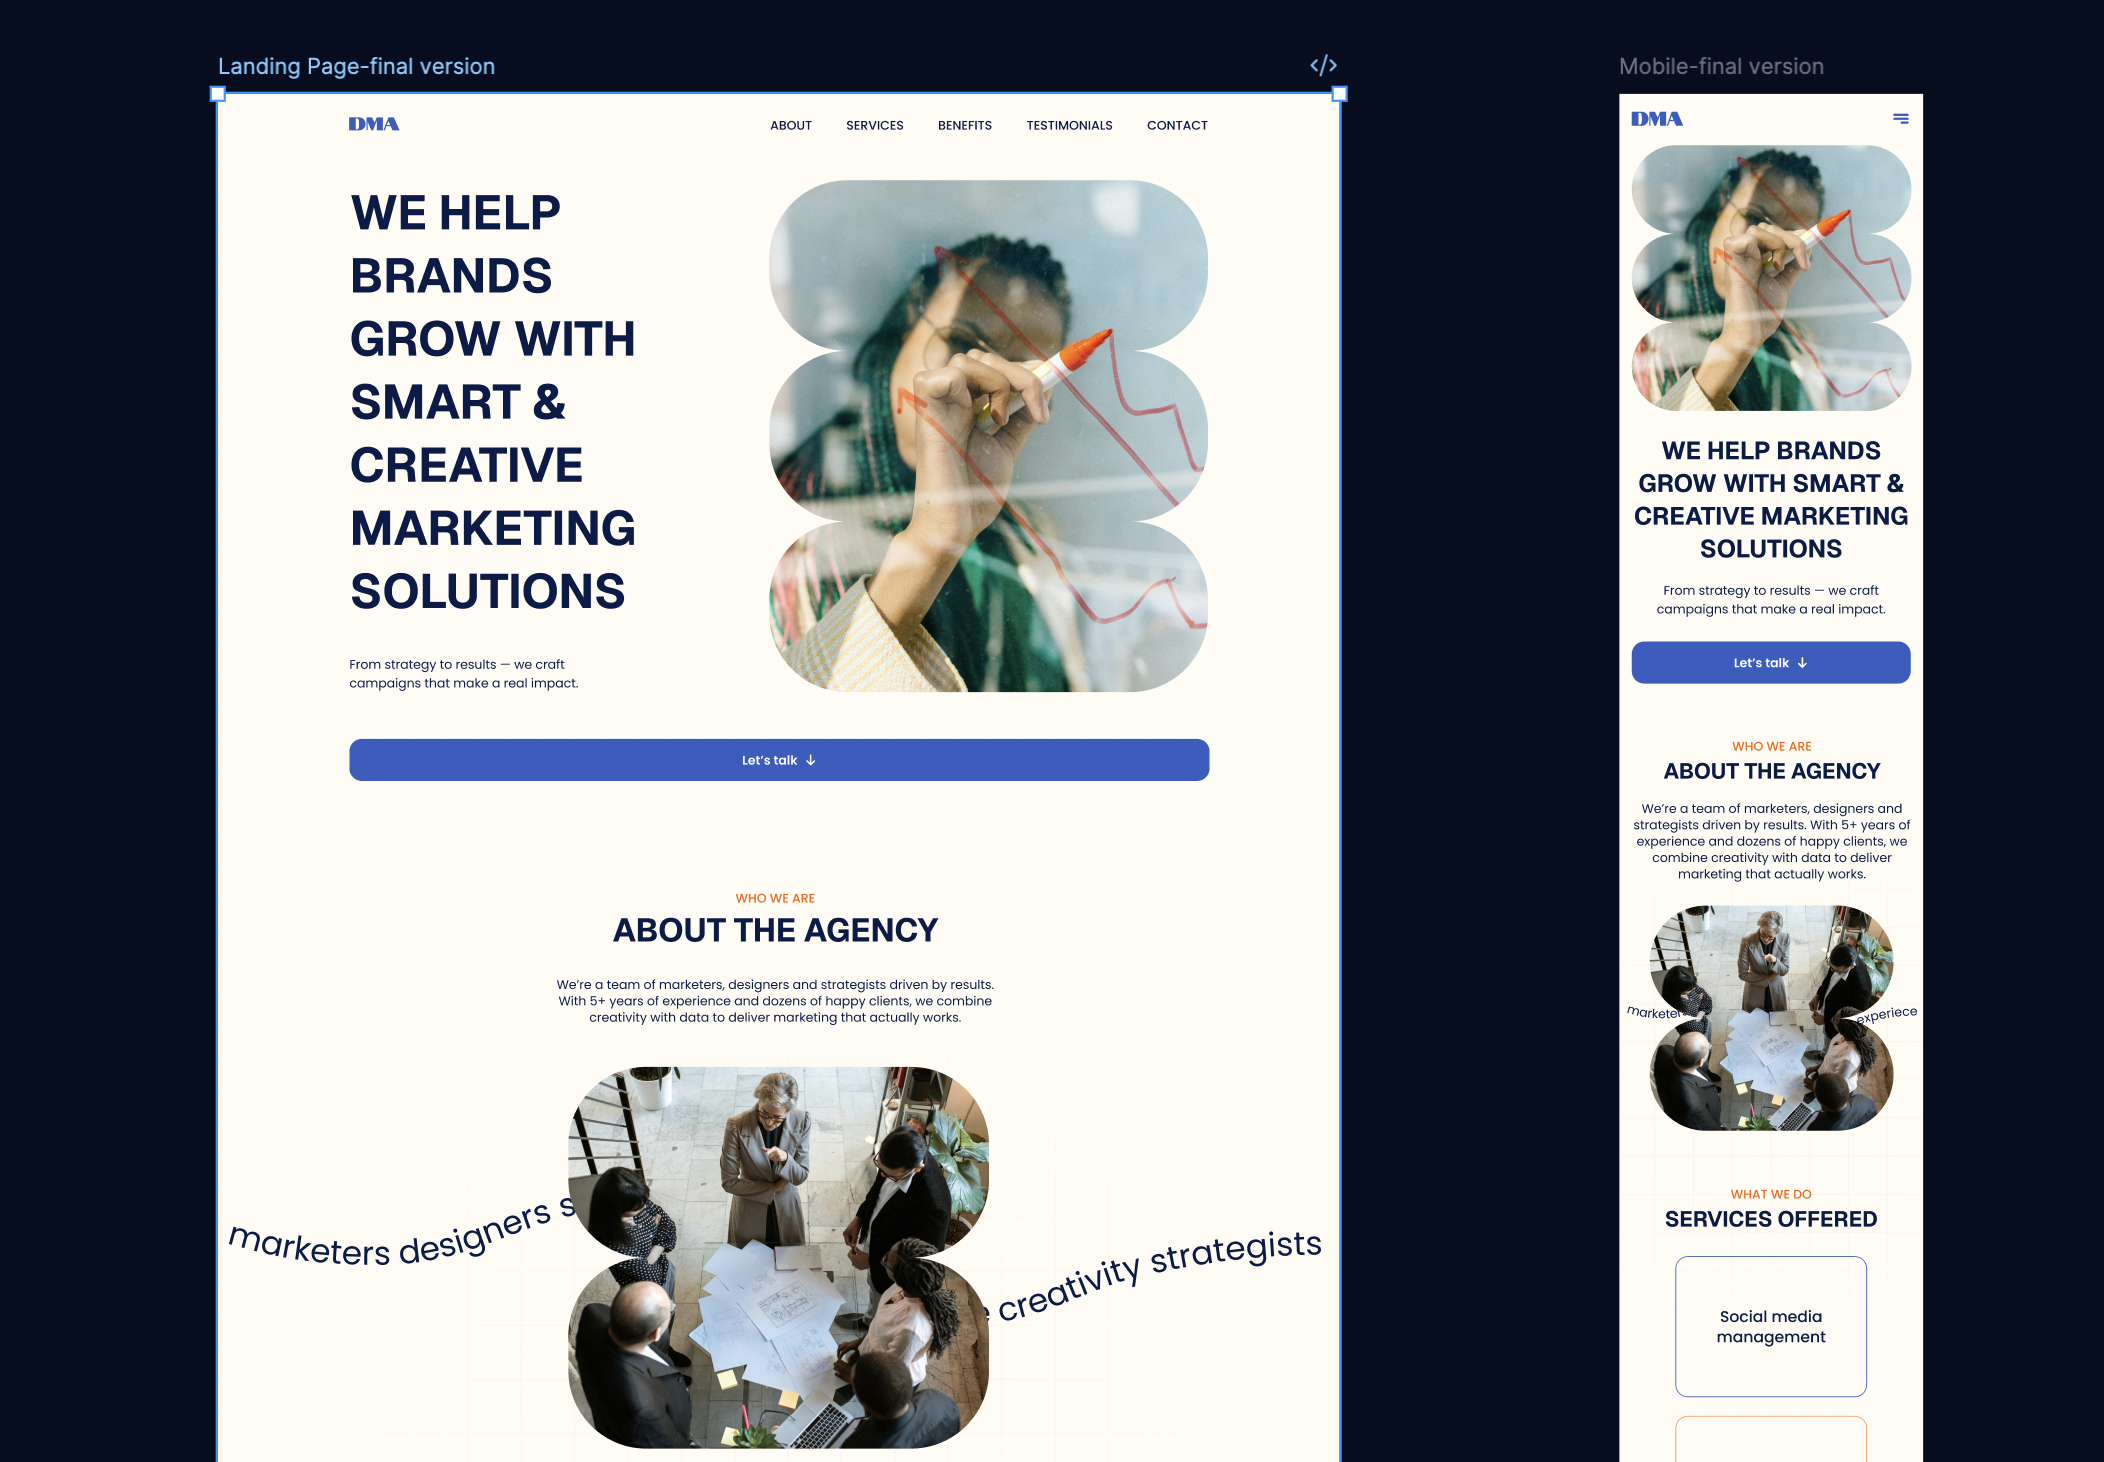 Landing Page-final version
</>
DMA
ABOUT SERVICES BENEFITS TESTIMONIALS CONTACT
WE HELP
BRANDS
GROW WITH
SMART &
CREATIVE
MARKETING
SOLUTIONS
From strategy to results — we craft
campaigns that make a real impact.
Let's talk ↓
WHO WE ARE
ABOUT THE AGENCY
We're a team of marketers, designers and strategists driven by results.
With 5+ years of experience and dozens of happy clients, we combine
creativity with data to deliver marketing that actually works.
marketers designers s
e creativity strategists
Mobile-final version
DMA
WE HELP BRANDS
GROW WITH SMART &
CREATIVE MARKETING
SOLUTIONS
From strategy to results — we craft
campaigns that make a real impact.
Let's talk ↓
WHO WE ARE
ABOUT THE AGENCY
We're a team of marketers, designers and
strategists driven by results. With 5+ years of
experience and dozens of happy clients, we
combine creativity with data to deliver
marketing that actually works.
marketers
experiece
WHAT WE DO
SERVICES OFFERED
Social media
management